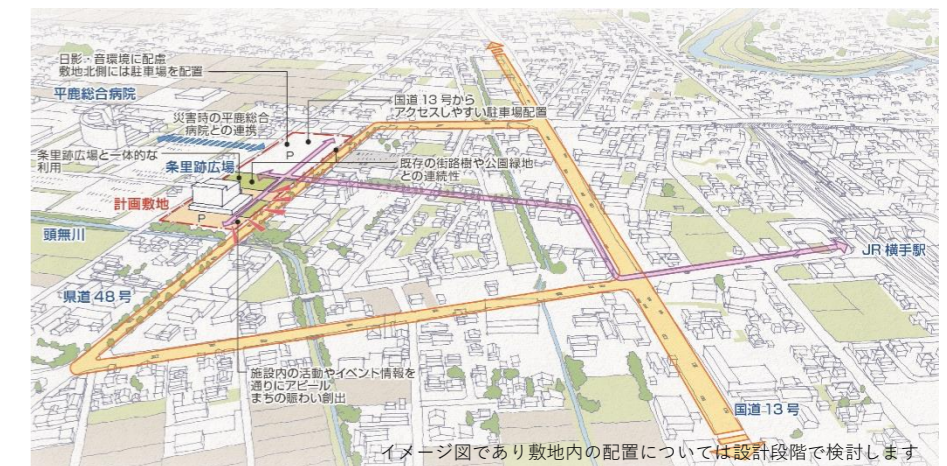 日影・音環境に配慮
敷地北側には駐車場を配置
平鹿総合病院
災害時の平鹿総合
病院との連携
国道13号から
アクセスしやすい駐車場配置
条里跡広場と一体的な
利用
条里跡広場
P
既存の街路樹や公園緑地
との連続性
計画敷地
P
頭無川
JR横手駅
県道48号
施設内の活動やイベント情報を
通りにアピール
まちの賑わい創出
国道13号
イメージ図であり敷地内の配置については設計段階で検討します